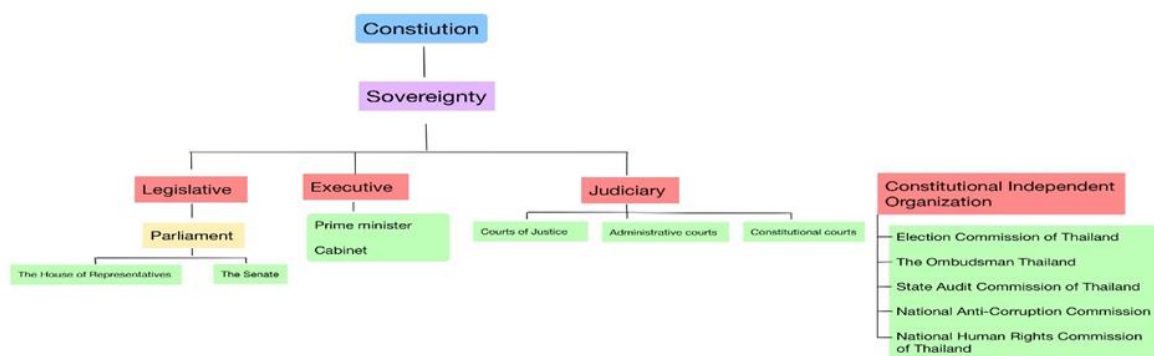 Constiution
Sovereignty
Legislative
Executive
Judiciary
Parliament
Prime minister
Cabinet
The House of Representatives
The Senate
Courts of Justice
Administrative courts
Constitutional courts
Constitutional Independent
Organization
Election Commission of Thailand
The Ombudsman Thailand
State Audit Commission of Thailand
National Anti-Corruption Commission
National Human Rights Commission
of Thailand